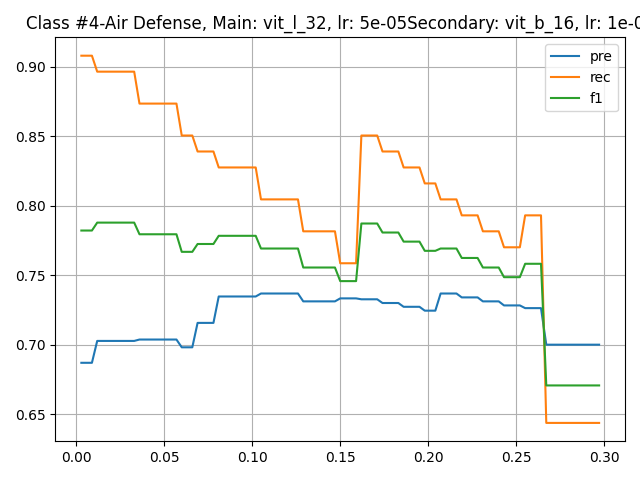 Class #4-Air Defense, Main: vit_l_32, lr: 5e-05Secondary: vit_b_16, lr: 1e-0
pre
rec
f1
0.90
0.85
0.80
0.75
0.70
0.65
0.00 0.05 0.10 0.15 0.20 0.25 0.30